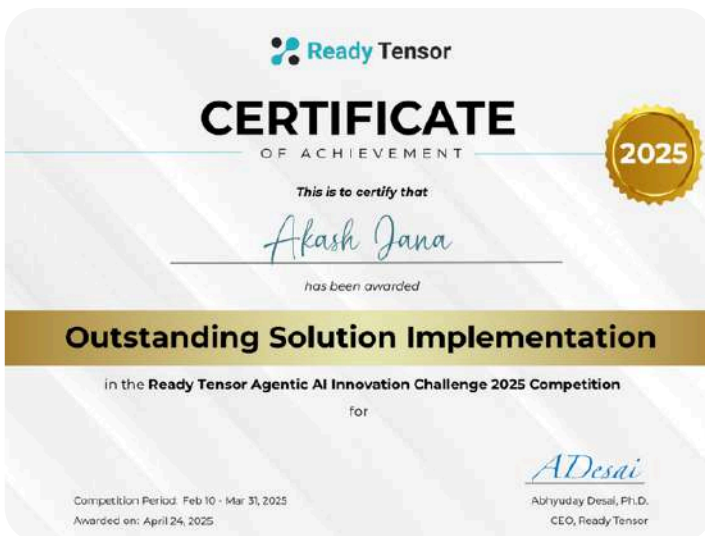 Ready Tensor
CERTIFICATE
OF ACHIEVEMENT
2025
This is to certify that
Akash Jana
has been awarded
Outstanding Solution Implementation
in the Ready Tensor Agentic AI Innovation Challenge 2025 Competition
for
ADesai
Competition Period: Feb 10 - Mar 31, 2025
Abhyuday Desai, Ph.D.
Awarded on: April 24, 2025
CEO, Ready Tensor